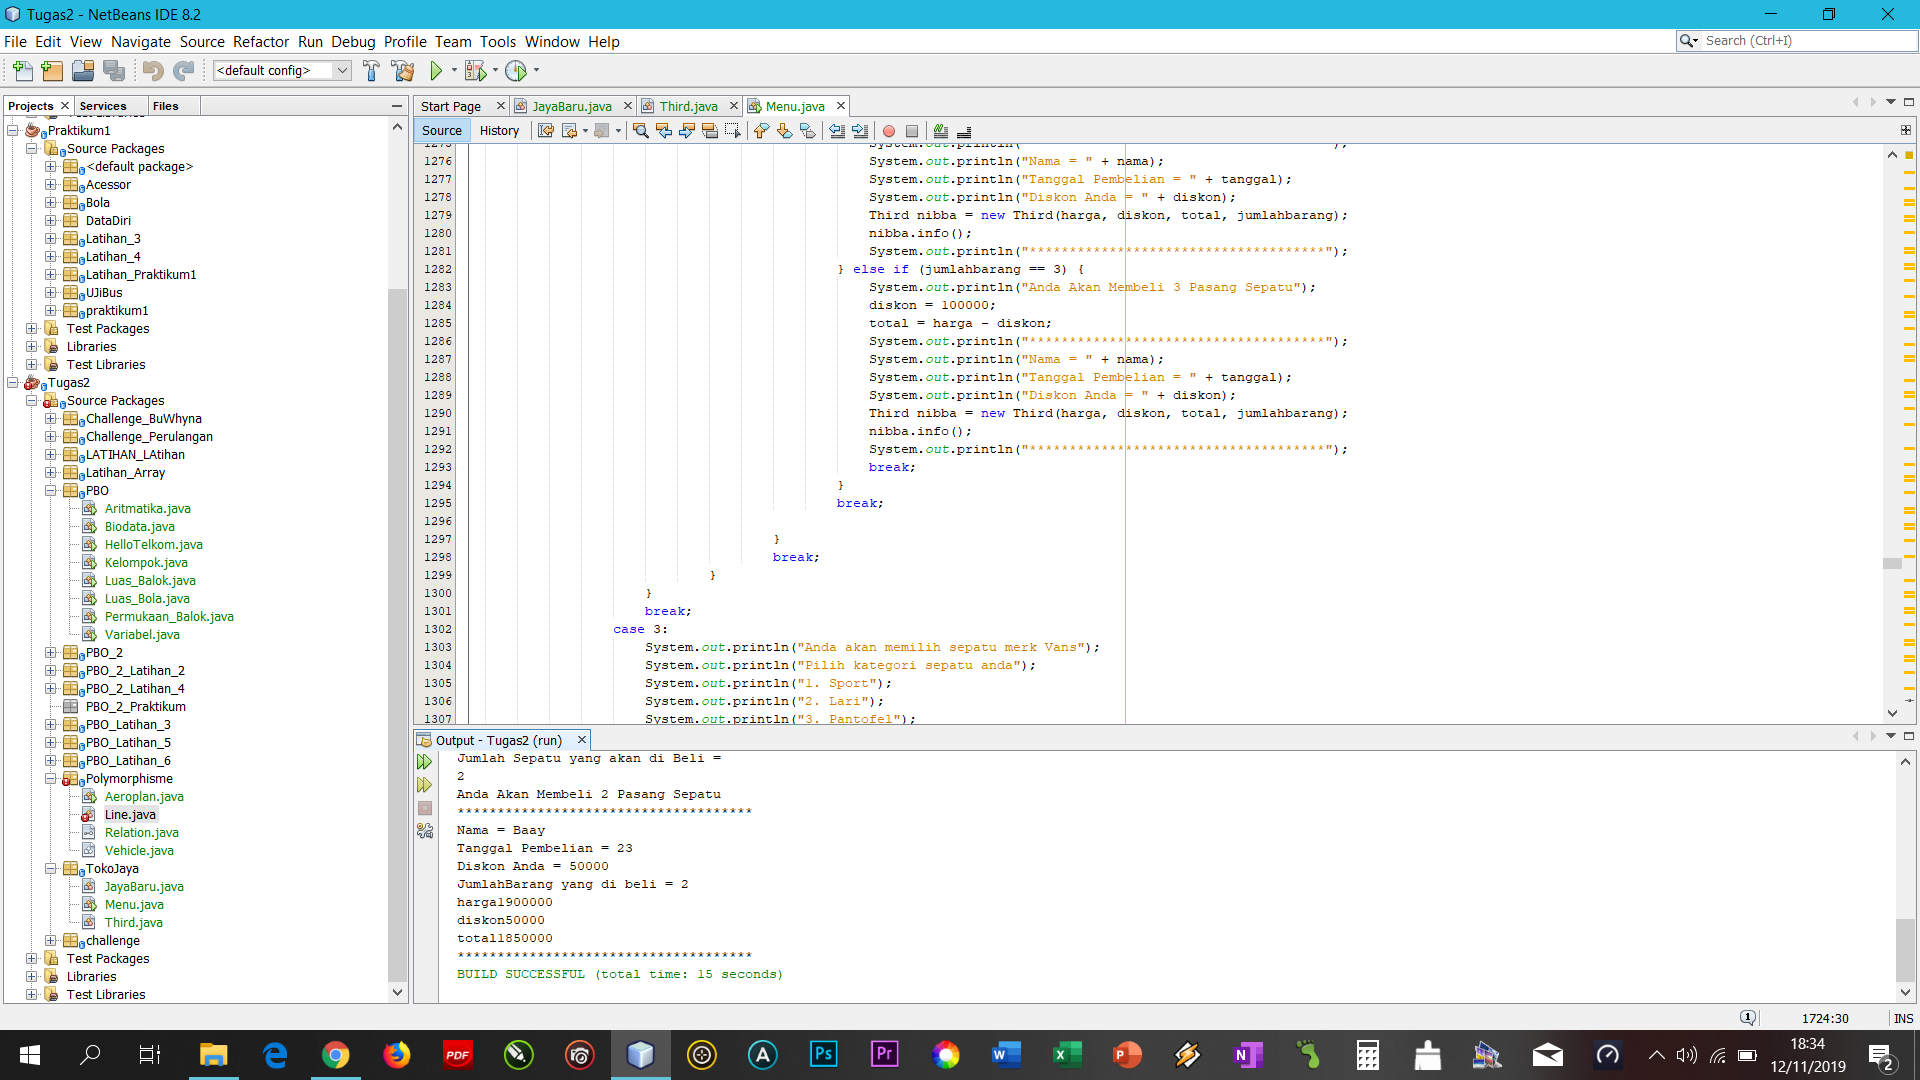 Tugas2 - NetBeans IDE 8.2
File Edit View Navigate Source Refactor Run Debug Profile Team Tools Window Help
Search (Ctrl+I)
<default config>
Projects Services Files
Praktikum1
Source Packages
<default package>
Acessor
Bola
DataDiri
Latihan_3
Latihan_4
Latihan_Praktikum1
UJiBus
praktikum1
Test Packages
Libraries
Test Libraries
Tugas2
Source Packages
Challenge_BuWhyna
Challenge_Perulangan
LATIHAN_LAtihan
Latihan_Array
PBO
Aritmatika.java
Biodata.java
HelloTelkom.java
Kelompok.java
Luas_Balok.java
Luas_Bola.java
Permukaan_Balok.java
Variabel.java
PBO_2
PBO_2_Latihan_2
PBO_2_Latihan_4
PBO_2_Praktikum
PBO_Latihan_3
PBO_Latihan_5
PBO_Latihan_6
Polymorphisme
Aeroplan.java
Line.java
Relation.java
Vehicle.java
TokoJaya
JayaBaru.java
Menu.java
Third.java
challenge
Test Packages
Libraries
Test Libraries
Start Page JayaBaru.java Third.java Menu.java
Source History
1276 System.out.println("Nama = " + nama);
1277 System.out.println("Tanggal Pembelian = " + tanggal);
1278 System.out.println("Diskon Anda = " + diskon);
1279 Third nibba = new Third(harga, diskon, total, jumlahbarang);
1280 nibba.info();
1281 System.out.println("*************************************");
1282 } else if (jumlahbarang == 3) {
1283 System.out.println("Anda Akan Membeli 3 Pasang Sepatu");
1284 diskon = 100000;
1285 total = harga - diskon;
1286 System.out.println("*************************************");
1287 System.out.println("Nama = " + nama);
1288 System.out.println("Tanggal Pembelian = " + tanggal);
1289 System.out.println("Diskon Anda = " + diskon);
1290 Third nibba = new Third(harga, diskon, total, jumlahbarang);
1291 nibba.info();
1292 System.out.println("*************************************");
1293 break;
1294 }
1295 break;
1296
1297 }
1298 break;
1299 }
1300 }
1301 break;
1302 case 3:
1303 System.out.println("Anda akan memilih sepatu merk Vans");
1304 System.out.println("Pilih kategori sepatu anda");
1305 System.out.println("1. Sport");
1306 System.out.println("2. Lari");
1307 System.out.println("3. Pantofel");
Output - Tugas2 (run)
Jumlah Sepatu yang akan di Beli =
2
Anda Akan Membeli 2 Pasang Sepatu
*************************************
Nama = Baay
Tanggal Pembelian = 23
Diskon Anda = 50000
JumlahBarang yang di beli = 2
harga1900000
diskon50000
total1850000
*************************************
BUILD SUCCESSFUL (total time: 15 seconds)
1724:30 INS
18:34
12/11/2019
2